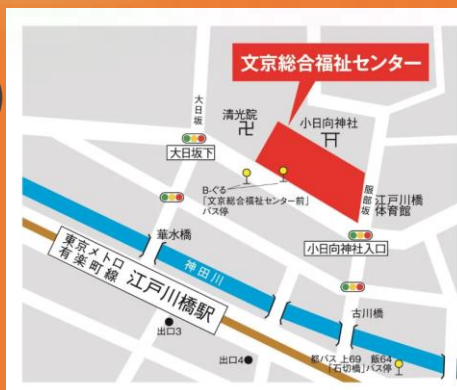 文京総合福祉センター
大日坂
清光院
小日向神社
大日坂下
B-ぐる
「文京総合福祉センター前」
バス停
服部坂
江戸川橋
体育館
小日向神社入口
華水橋
神田川
東京メトロ
有楽町線
江戸川橋駅
古川橋
出口3
出口4
都バス 上69 飯64
「石切橋」バス停